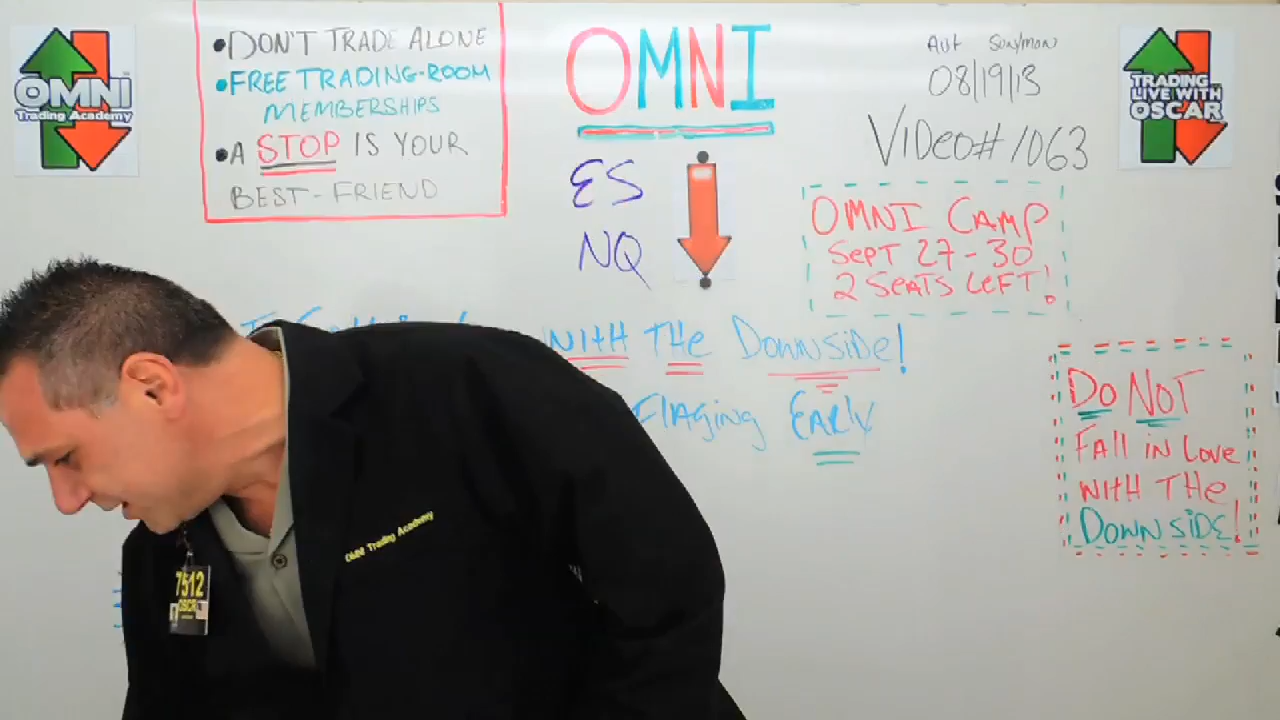 OMNI
Trading Academy
• DON'T TRADE ALONE
• FREE TRADING-ROOM
MEMBERSHIPS
• A STOP IS YOUR
BEST-FRIEND
OMNI
ES
NQ
08/19/13
VIDEO# 1063
TRADING
LIVE WITH
OSCAR
OMNI CAMP
SEPT 27-30
2 SEATS LEFT!
WITH THE DOWNSIDE!
FLAGING EARLY
DO NOT
FALL IN LOVE
WITH THE
DOWNSIDE!
OMNI Trading Academy
7512
OSCR